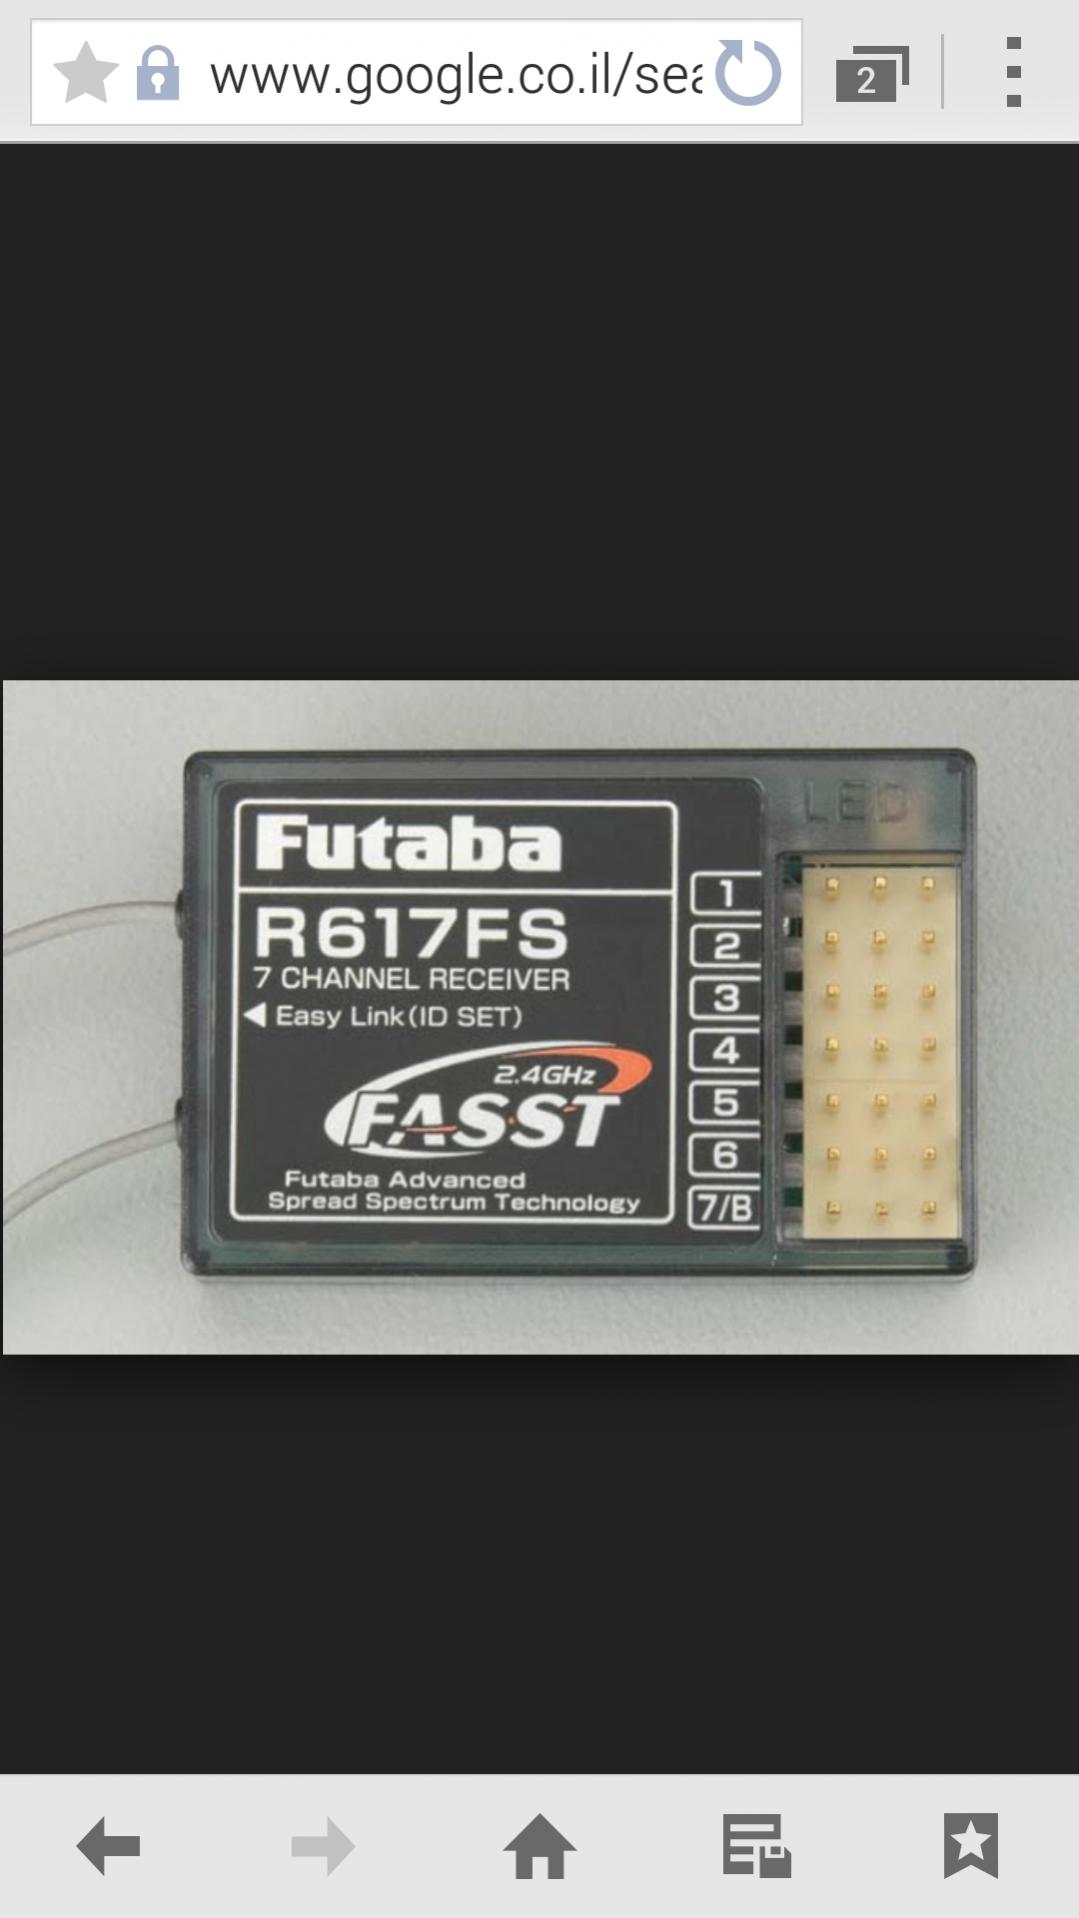 www.google.co.il/sea
2
LED
Futaba
R617FS
7 CHANNEL RECEIVER
Easy Link(ID SET)
2.4GHz
FASST
Futaba Advanced
Spread Spectrum Technology
1
2
3
4
5
6
7/B